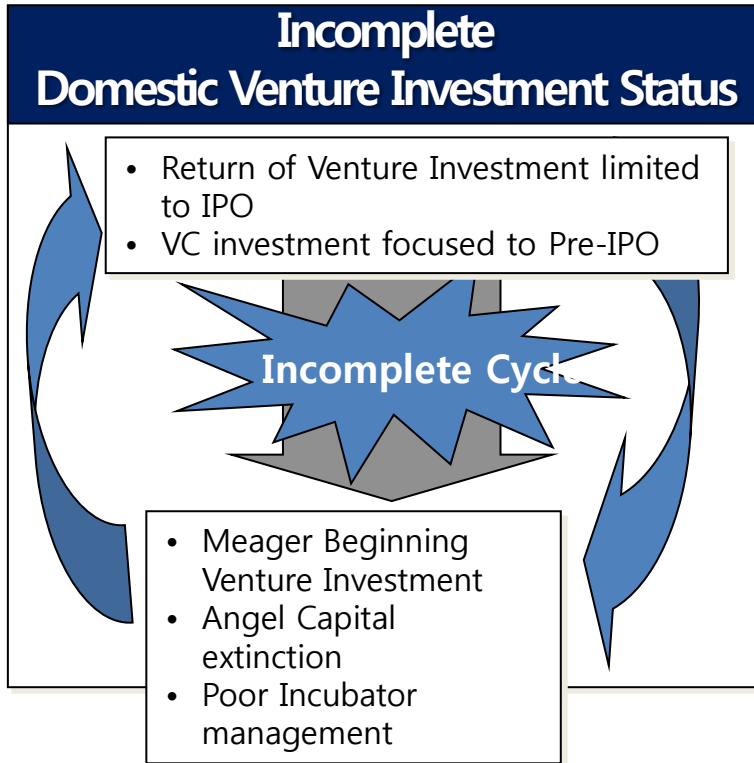 Incomplete
Domestic Venture Investment Status
• Return of Venture Investment limited
to IPO
• VC investment focused to Pre-IPO
Incomplete Cycle
• Meager Beginning
Venture Investment
• Angel Capital
extinction
• Poor Incubator
management